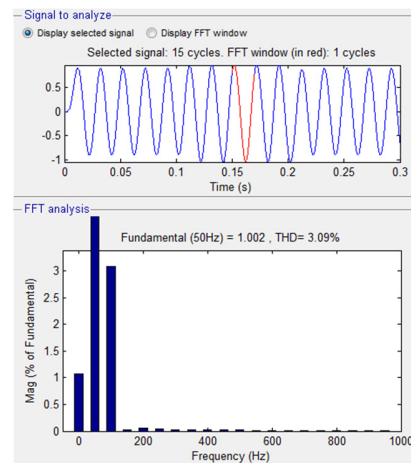 Signal to analyze
Display selected signal Display FFT window
Selected signal: 15 cycles. FFT window (in red): 1 cycles
0.5
0
-0.5
-1
0 0.05 0.1 0.15 0.2 0.25 0.3
Time (s)
FFT analysis
Fundamental (50Hz) = 1.002 , THD= 3.09%
3
2.5
2
1.5
1
0.5
0
Mag (% of Fundamental)
0 200 400 600 800 1000
Frequency (Hz)